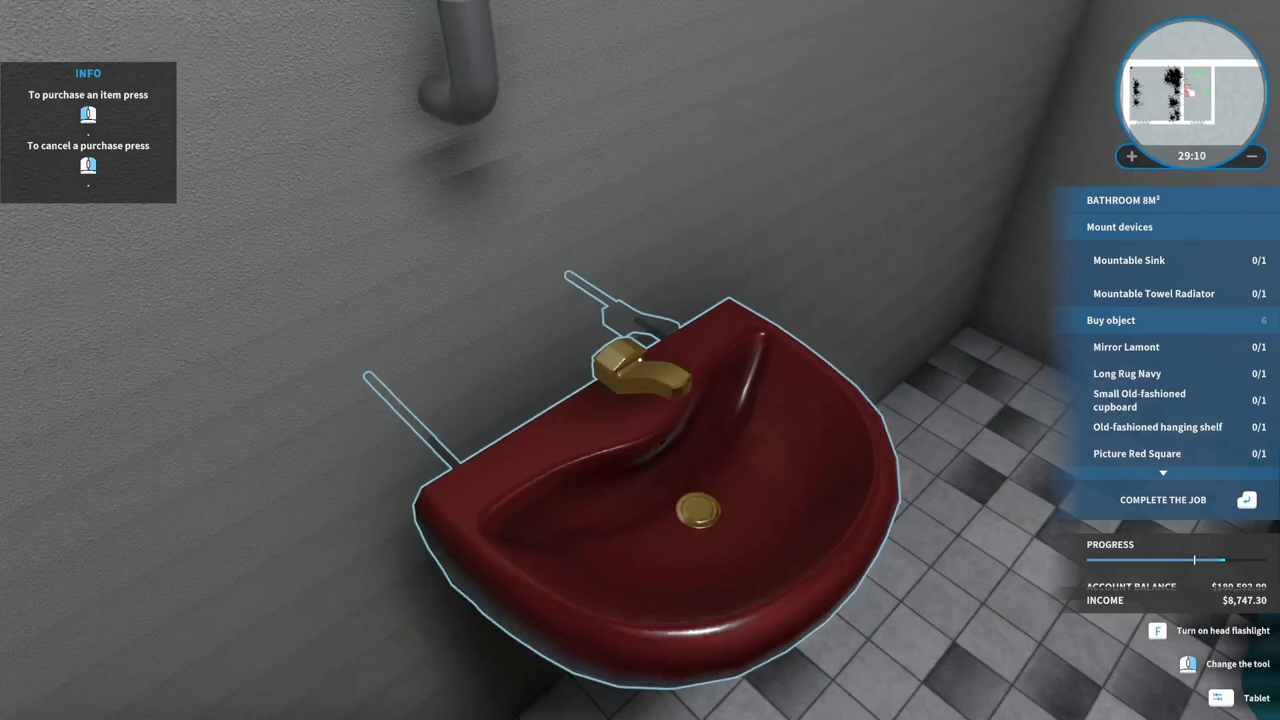 INFO
To purchase an item press
.
To cancel a purchase press
.
29:10
BATHROOM 8M²
Mount devices
Mountable Sink 0/1
Mountable Towel Radiator 0/1
Buy object 6
Mirror Lamont 0/1
Long Rug Navy 0/1
Small Old-fashioned
cupboard 0/1
Old-fashioned hanging shelf 0/1
Picture Red Square 0/1
COMPLETE THE JOB
PROGRESS
ACCOUNT BALANCE $180,592.99
INCOME $8,747.30
F Turn on head flashlight
Change the tool
Tablet